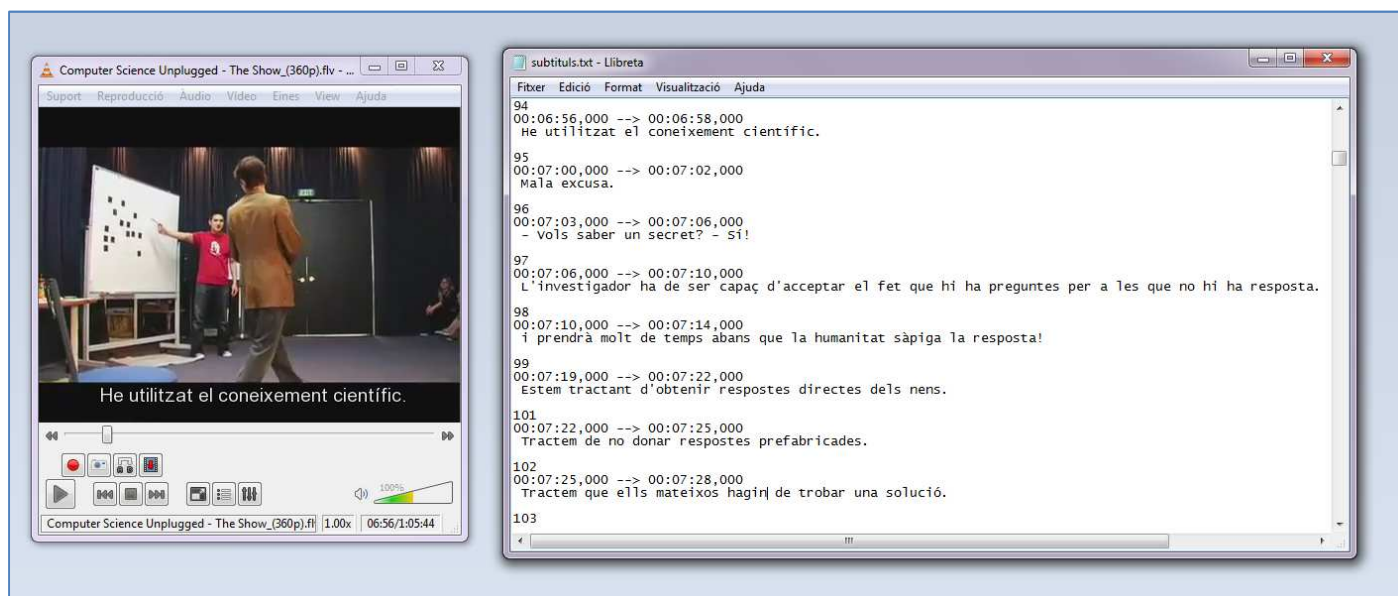 Computer Science Unplugged - The Show_(360p).flv - ...
Suport Reproducció Àudio Vídeo Eines View Ajuda
EXIT
He utilitzat el coneixement científic.
100%
Computer Science Unplugged - The Show_(360p).fl
1.00x
06:56/1:05:44
subtituls.txt - Llibreta
Fitxer Edició Format Visualització Ajuda
94
00:06:56,000 --> 00:06:58,000
He utilitzat el coneixement científic.
95
00:07:00,000 --> 00:07:02,000
Mala excusa.
96
00:07:03,000 --> 00:07:06,000
- Vols saber un secret? - Sí!
97
00:07:06,000 --> 00:07:10,000
L'investigador ha de ser capaç d'acceptar el fet que hi ha preguntes per a les que no hi ha resposta.
98
00:07:10,000 --> 00:07:14,000
i prendrà molt de temps abans que la humanitat sàpiga la resposta!
99
00:07:19,000 --> 00:07:22,000
Estem tractant d'obtenir respostes directes dels nens.
101
00:07:22,000 --> 00:07:25,000
Tractem de no donar respostes prefabricades.
102
00:07:25,000 --> 00:07:28,000
Tractem que ells mateixos hagin de trobar una solució.
103